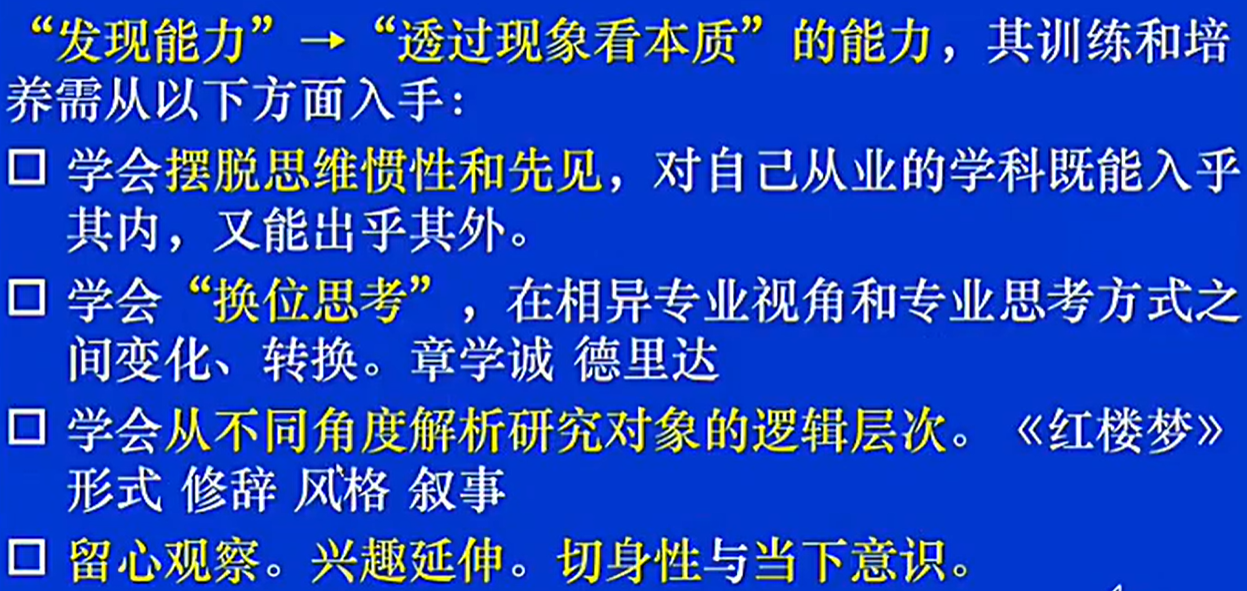 “发现能力”→“透过现象看本质”的能力，其训练和培
养需从以下方面入手：
□ 学会摆脱思维惯性和先见，对自己从业的学科既能入乎
其内，又能出乎其外。
□ 学会“换位思考”，在相异专业视角和专业思考方式之
间变化、转换。章学诚 德里达
□ 学会从不同角度解析研究对象的逻辑层次。《红楼梦》
形式 修辞 风格 叙事
□ 留心观察。兴趣延伸。切身性与当下意识。